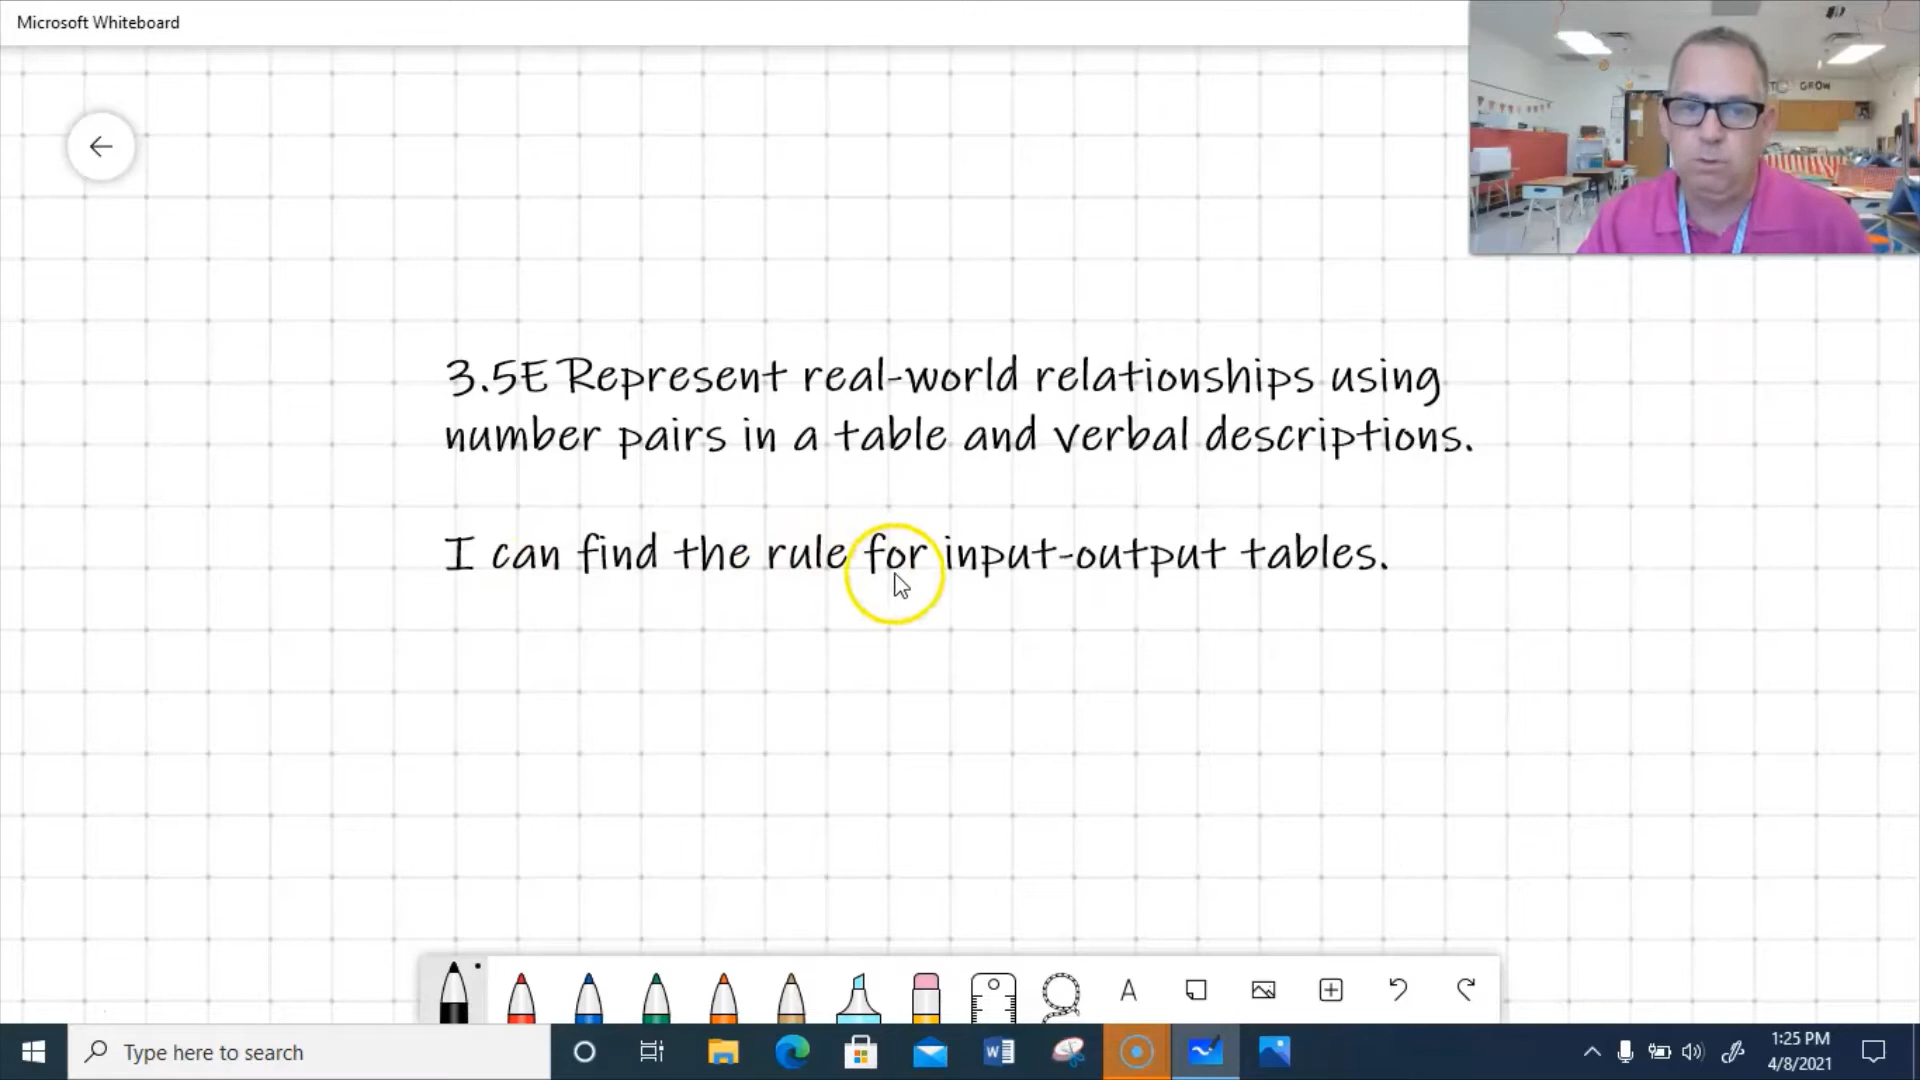 Microsoft Whiteboard
GROW
3.5E Represent real-world relationships using
number pairs in a table and verbal descriptions.
I can find the rule for input-output tables.
A
Type here to search
1:25 PM
4/8/2021